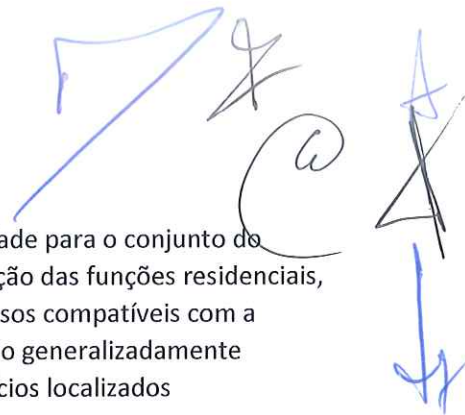 ade para o conjunto do
ção das funções residenciais,
sos compatíveis com a
o generalizadamente
cios localizados